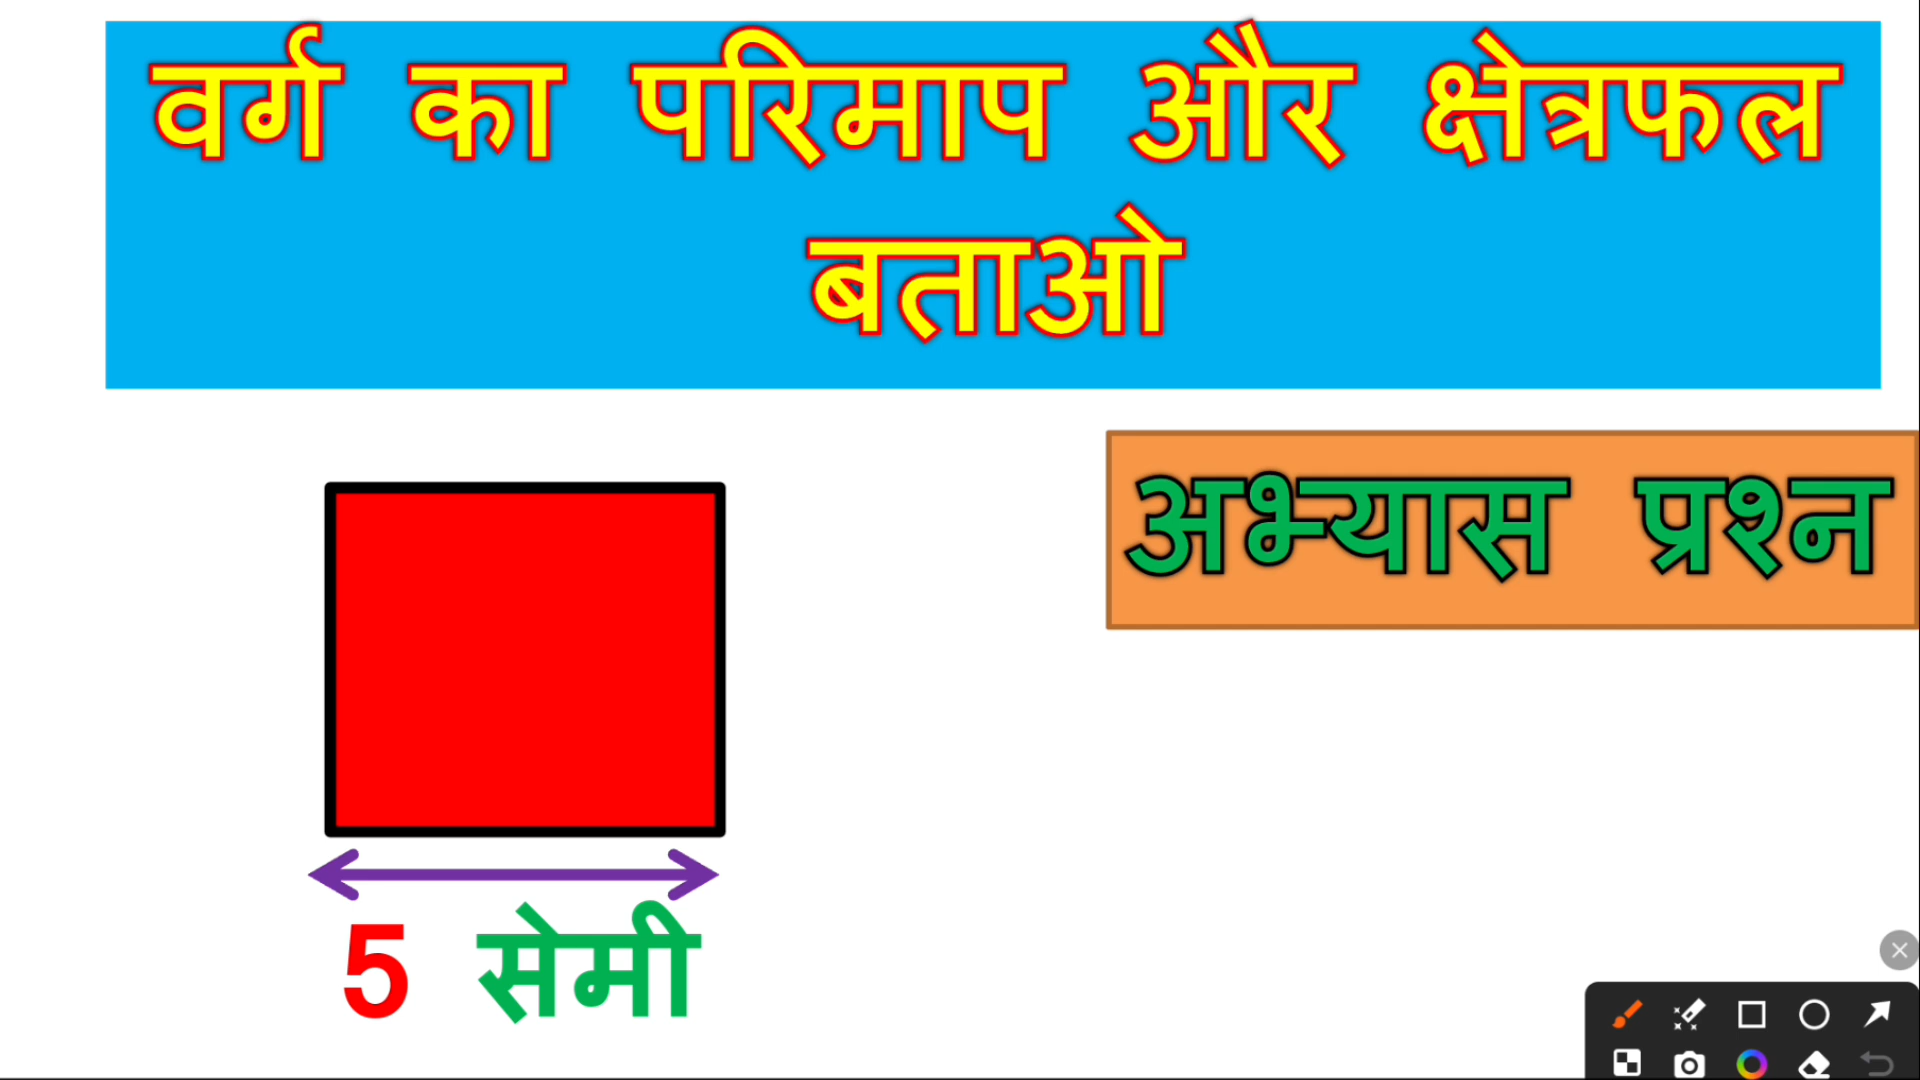 वर्ग का परिमाप और क्षेत्रफल
बताओ
अभ्यास प्रश्न
5 सेमी